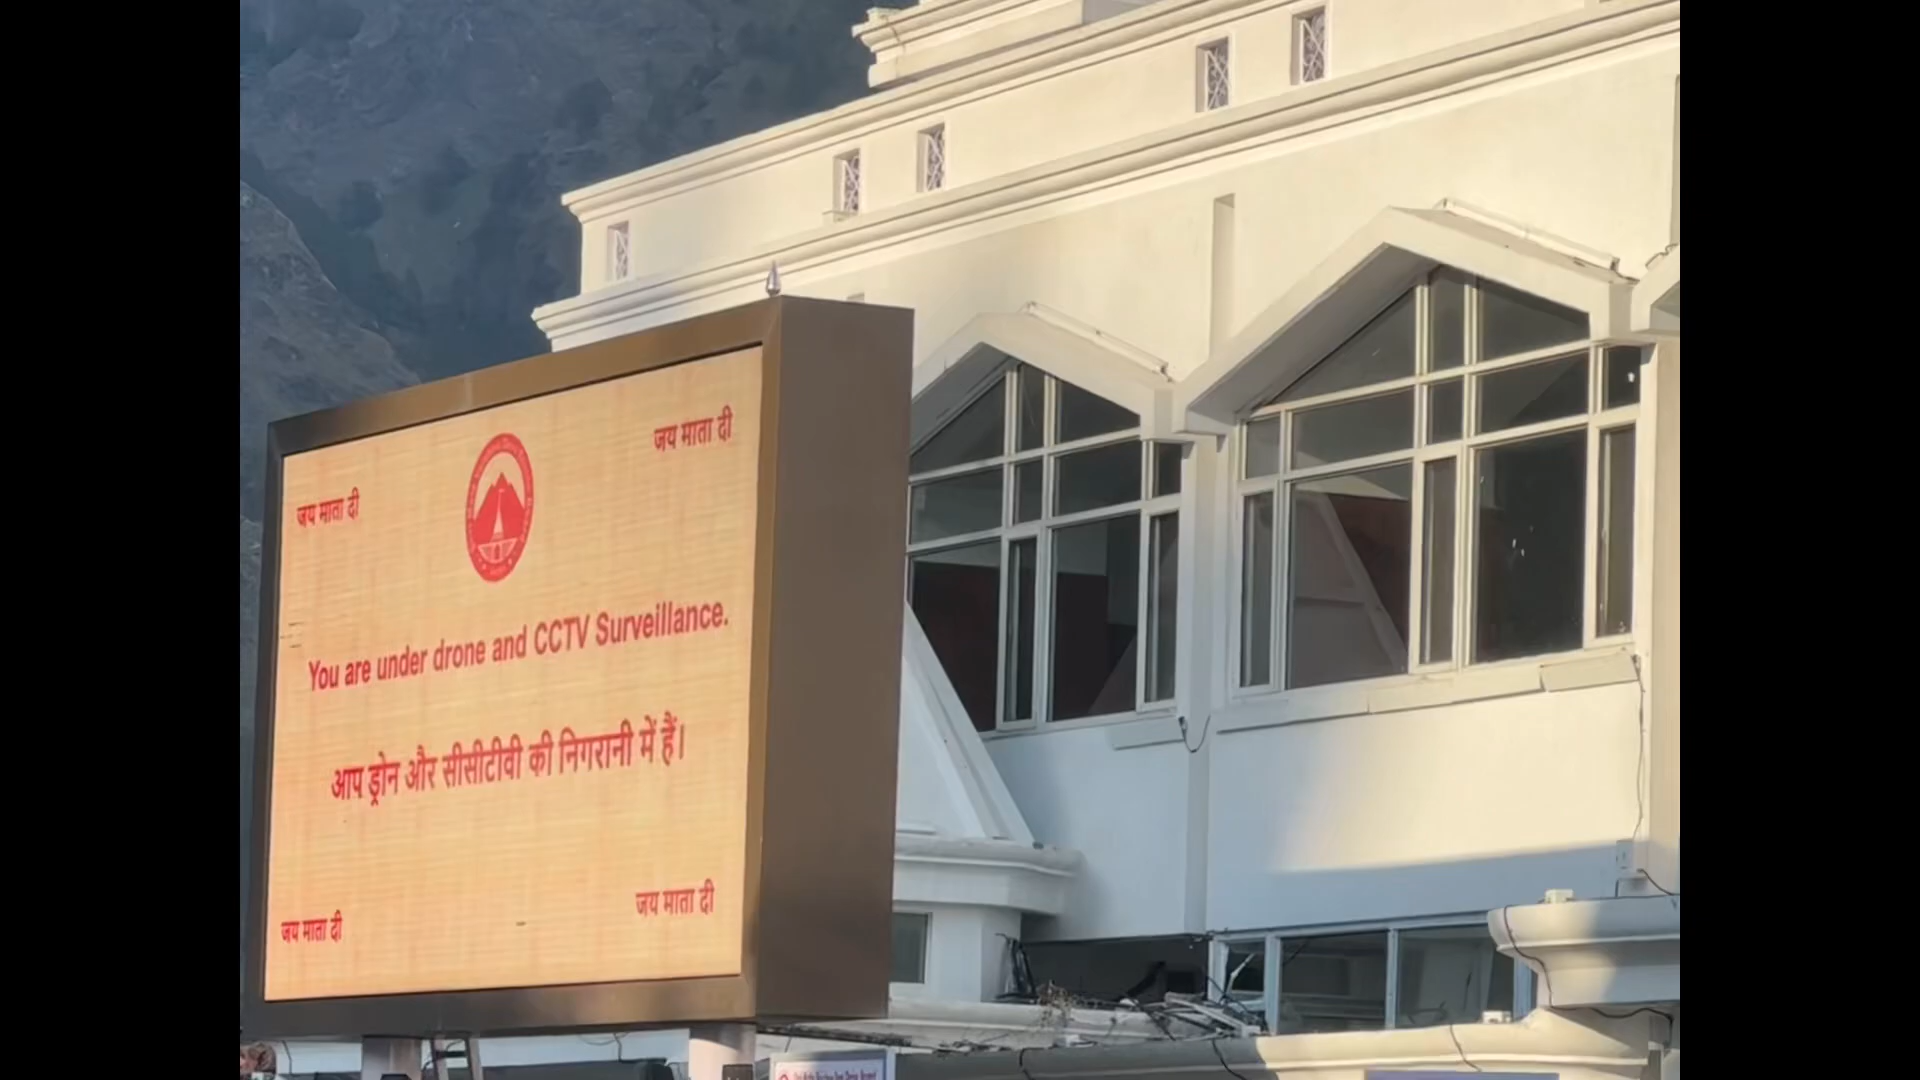 जय माता दी
जय माता दी
You are under drone and CCTV Surveillance.
आप ड्रोन और सीसीटीवी की निगरानी में हैं।
जय माता दी
जय माता दी